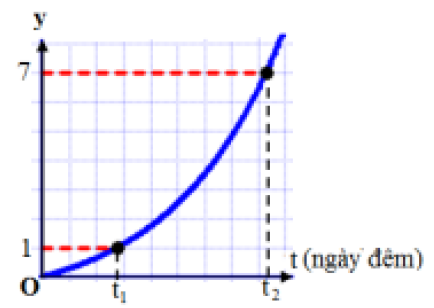 y
7
1
O
t₁
t₂
t (ngày đêm)